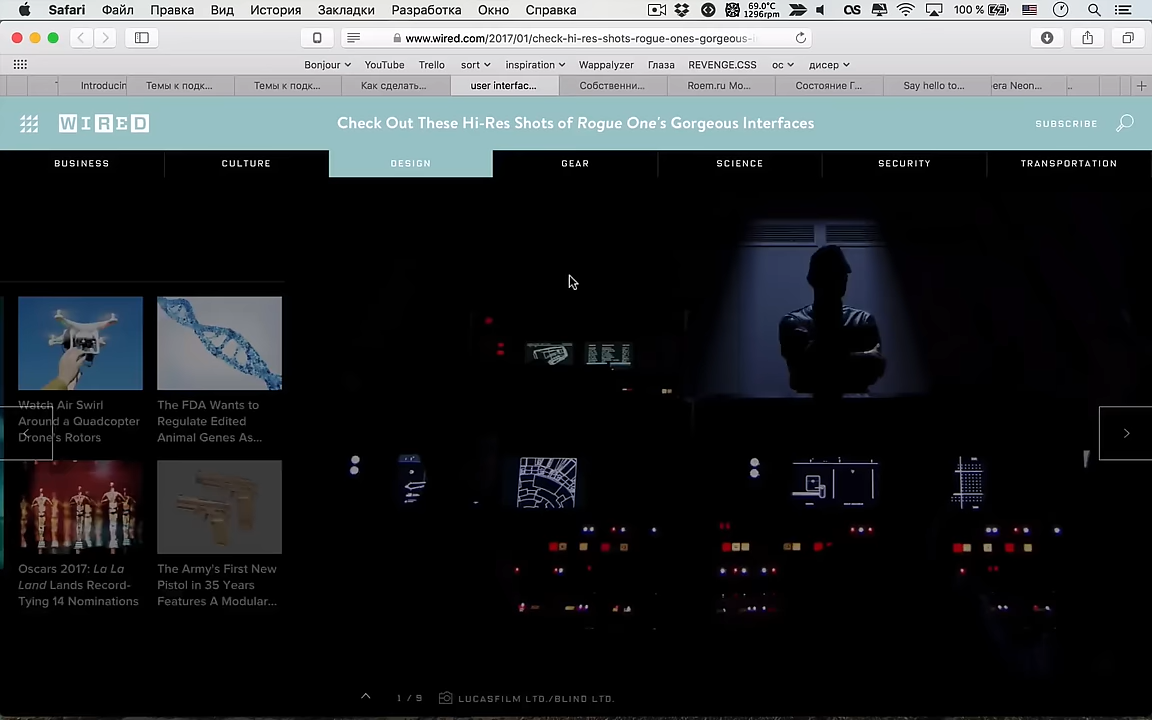 Safari Файл Правка Вид История Закладки Разработка Окно Справка 69.0°C 1296rpm 100 %
www.wired.com/2017/01/check-hi-res-shots-rogue-ones-gorgeous-
Bonjour YouTube Trello sort inspiration Wappalyzer Глаза REVENGE.CSS ос дисер
Introducin Темы к подк... Темы к подк... Как сделать... user interfac... Собственни... Roem.ru Mo... Состояние Г... Say hello to... era Neon...
WIRED Check Out These Hi-Res Shots of Rogue One's Gorgeous Interfaces SUBSCRIBE
BUSINESS CULTURE DESIGN GEAR SCIENCE SECURITY TRANSPORTATION
Watch Air Swirl
Around a Quadcopter
Drone's Rotors
The FDA Wants to
Regulate Edited
Animal Genes As...
Oscars 2017: La La
Land Lands Record-
Tying 14 Nominations
The Army's First New
Pistol in 35 Years
Features A Modular...
1 / 9 LUCASFILM LTD./BLIND LTD.